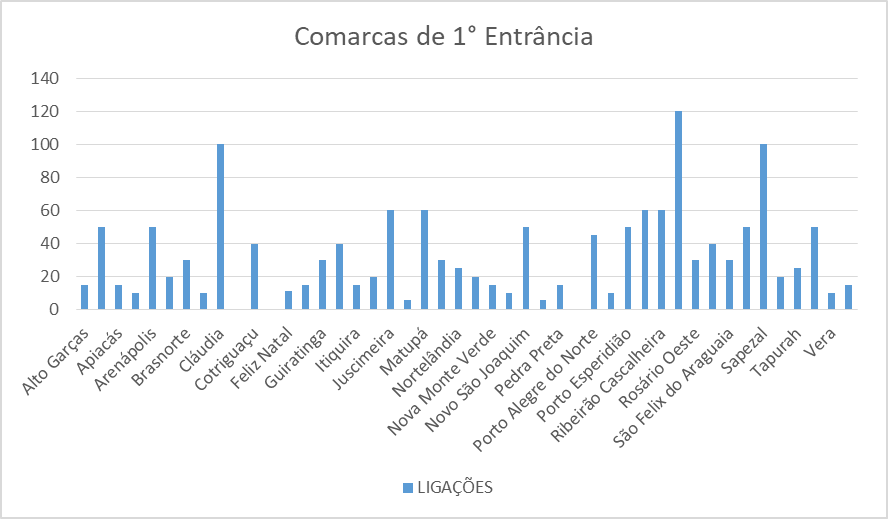 Comarcas de 1° Entrância
140
120
100
80
60
40
20
0
Alto Garças
Apiacás
Arenápolis
Brasnorte
Cláudia
Cotriguaçu
Feliz Natal
Guiratinga
Itiquira
Juscimeira
Matupá
Nortelândia
Nova Monte Verde
Novo São Joaquim
Pedra Preta
Porto Alegre do Norte
Porto Esperidião
Ribeirão Cascalheira
Rosário Oeste
São Felix do Araguaia
Sapezal
Tapurah
Vera
LIGAÇÕES